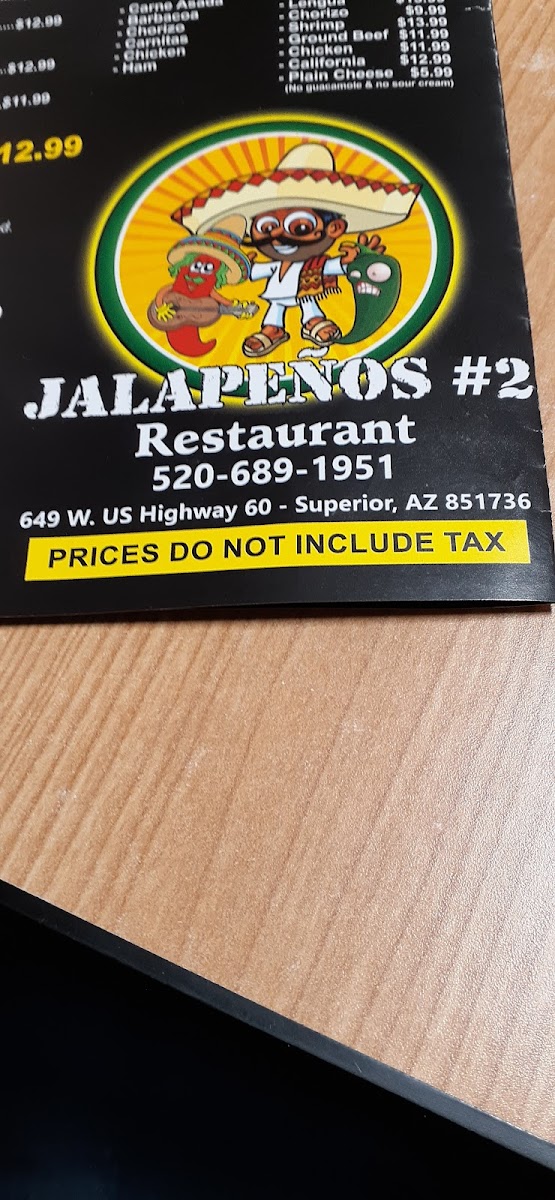 ....$12.99
...$12.99
.$11.99
12.99
- Carne Asada
- Barbacoa
- Chorizo
- Carnitas
- Chicken
- Ham
- Lengua
- Chorizo $9.99
- Shrimp $13.99
- Ground Beef $11.99
- Chicken $11.99
- California $12.99
- Plain Cheese $5.99
(No guacamole & no sour cream)
JALAPEÑOS #2
Restaurant
520-689-1951
649 W. US Highway 60 - Superior, AZ 851736
PRICES DO NOT INCLUDE TAX